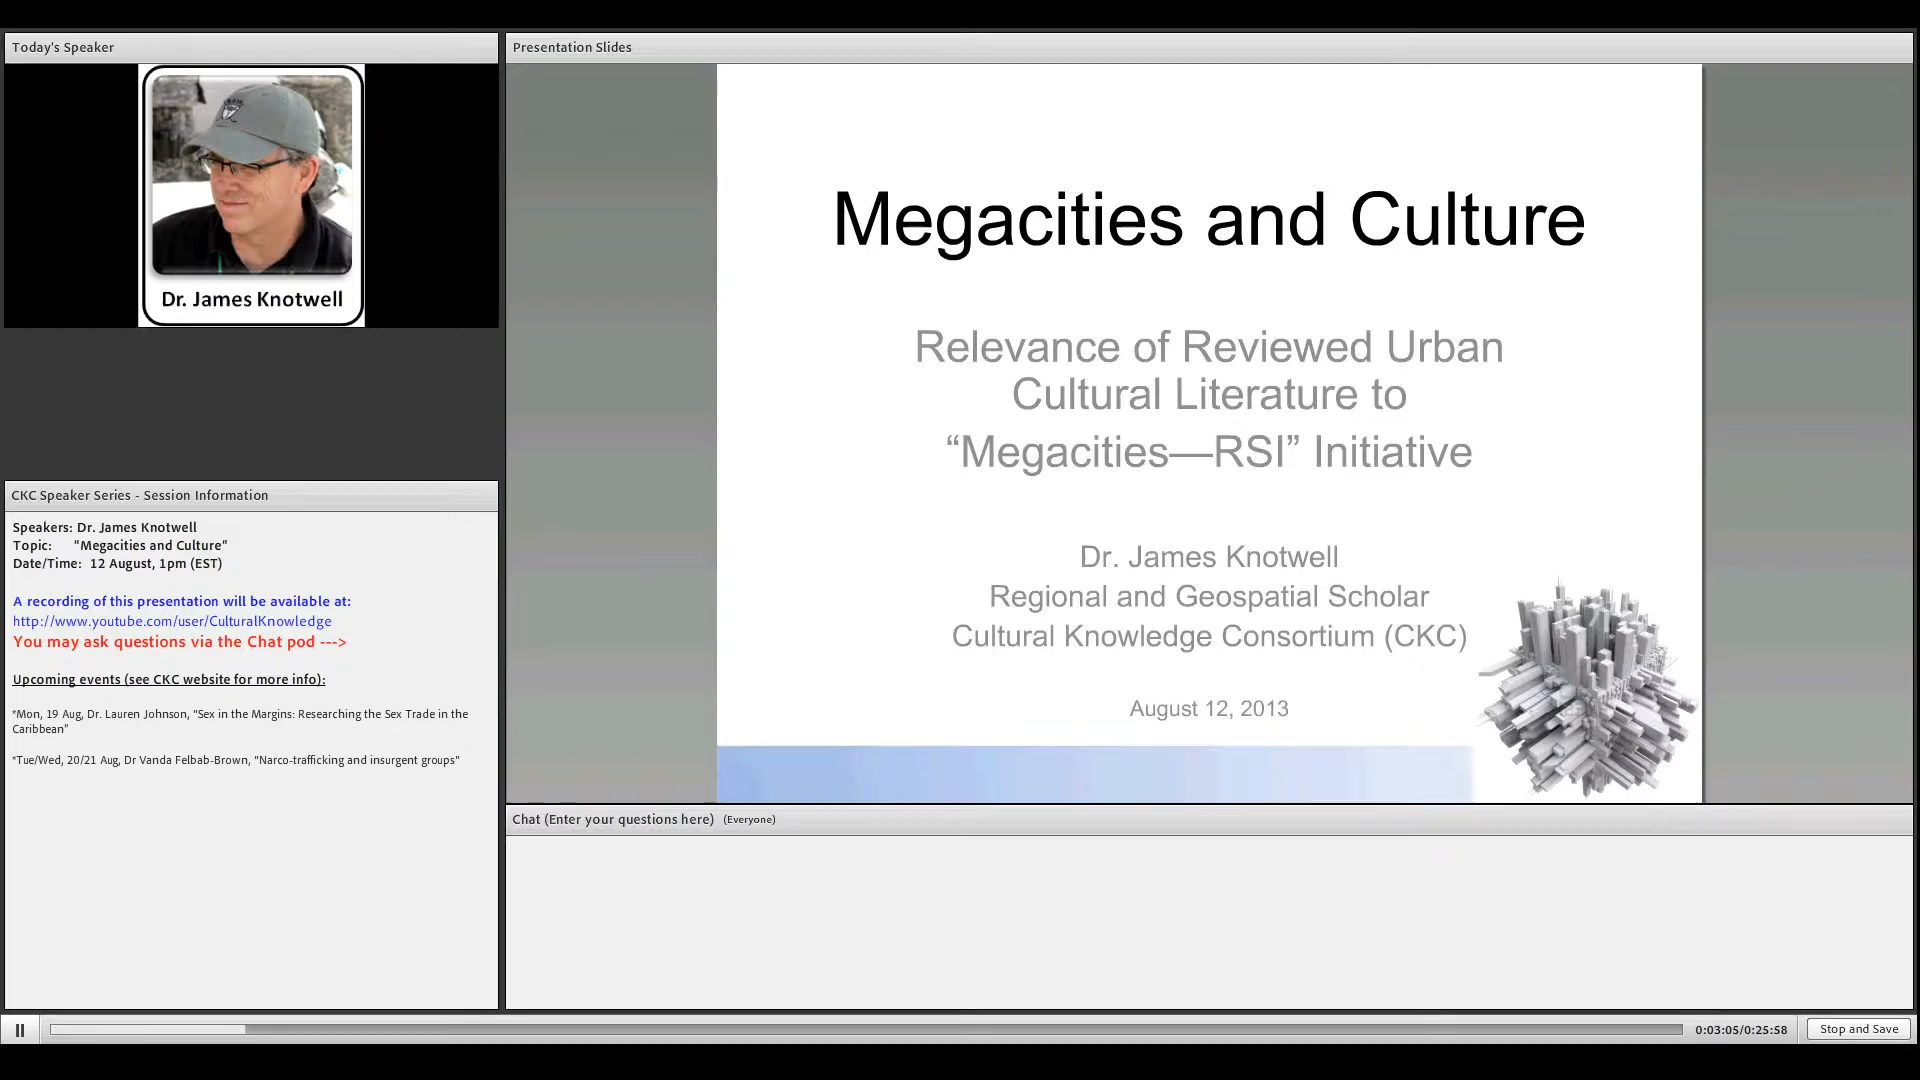 Today's Speaker
Dr. James Knotwell
CKC Speaker Series - Session Information
Speakers: Dr. James Knotwell
Topic: "Megacities and Culture"
Date/Time: 12 August, 1pm (EST)
A recording of this presentation will be available at:
http://www.youtube.com/user/CulturalKnowledge
You may ask questions via the Chat pod --->
Upcoming events (see CKC website for more info):
*Mon, 19 Aug, Dr. Lauren Johnson, "Sex in the Margins: Researching the Sex Trade in the
Caribbean"
*Tue/Wed, 20/21 Aug, Dr Vanda Felbab-Brown, "Narco-trafficking and insurgent groups"
Presentation Slides
Megacities and Culture
Relevance of Reviewed Urban
Cultural Literature to
“Megacities—RSI” Initiative
Dr. James Knotwell
Regional and Geospatial Scholar
Cultural Knowledge Consortium (CKC)
August 12, 2013
Chat (Enter your questions here) (Everyone)
0:03:05/0:25:58
Stop and Save